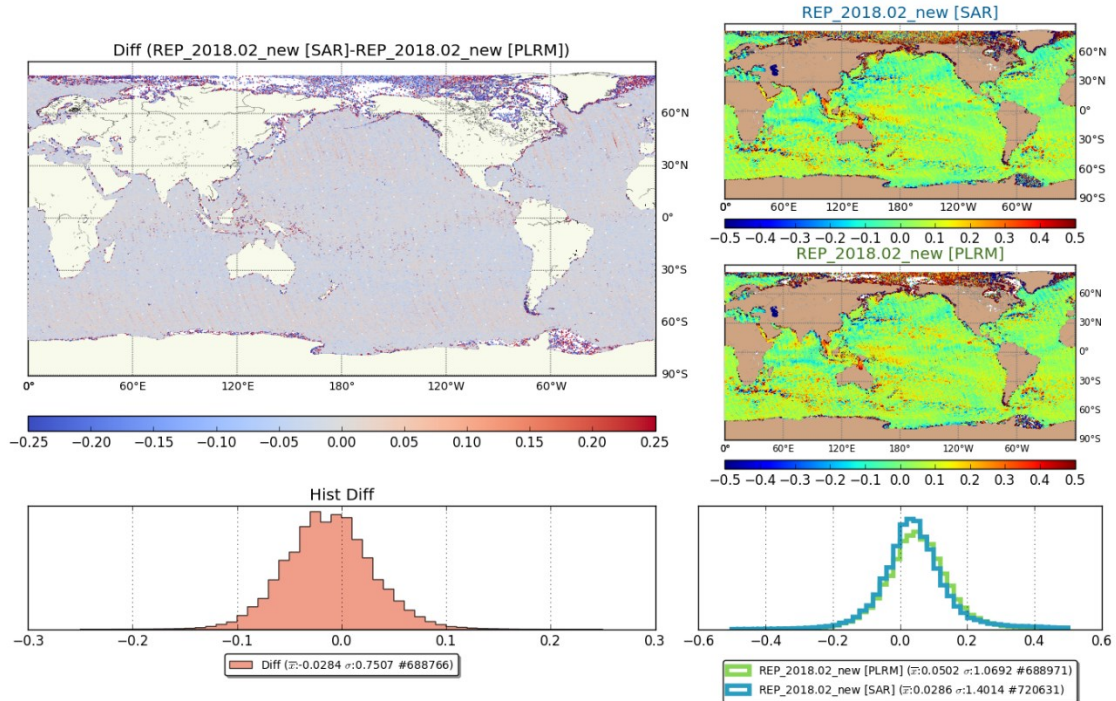 Diff (REP_2018.02_new [SAR]-REP_2018.02_new [PLRM])
60°N
30°N
0°
30°S
60°S
90°S
0° 60°E 120°E 180° 120°W 60°W
−0.25 −0.20 −0.15 −0.10 −0.05 0.00 0.05 0.10 0.15 0.20 0.25
REP_2018.02_new [SAR]
60°N
30°N
0°
30°S
60°S
90°S
0° 60°E 120°E 180° 120°W 60°W
−0.5 −0.4 −0.3 −0.2 −0.1 0.0 0.1 0.2 0.3 0.4 0.5
REP_2018.02_new [PLRM]
60°N
30°N
0°
30°S
60°S
90°S
0° 60°E 120°E 180° 120°W 60°W
−0.5 −0.4 −0.3 −0.2 −0.1 0.0 0.1 0.2 0.3 0.4 0.5
Hist Diff
−0.3 −0.2 −0.1 0.0 0.1 0.2 0.3
Diff (x̅:-0.0284 σ:0.7507 #688766)
−0.6 −0.4 −0.2 0.0 0.2 0.4 0.6
REP_2018.02_new [PLRM] (x̅:0.0502 σ:1.0692 #688971)
REP_2018.02_new [SAR] (x̅:0.0286 σ:1.4014 #720631)